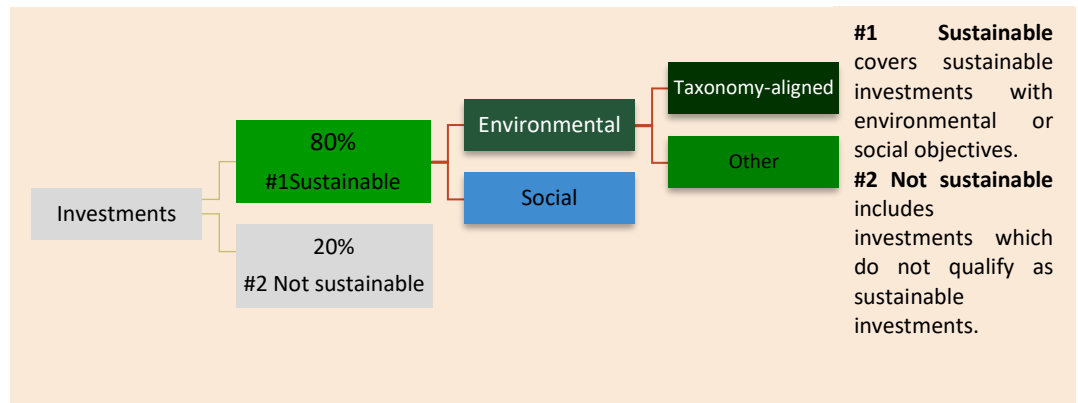 Investments
80%
#1Sustainable
20%
#2 Not sustainable
Environmental
Social
Taxonomy-aligned
Other
#1 Sustainable
covers sustainable
investments with
environmental or
social objectives.
#2 Not sustainable
includes
investments which
do not qualify as
sustainable
investments.